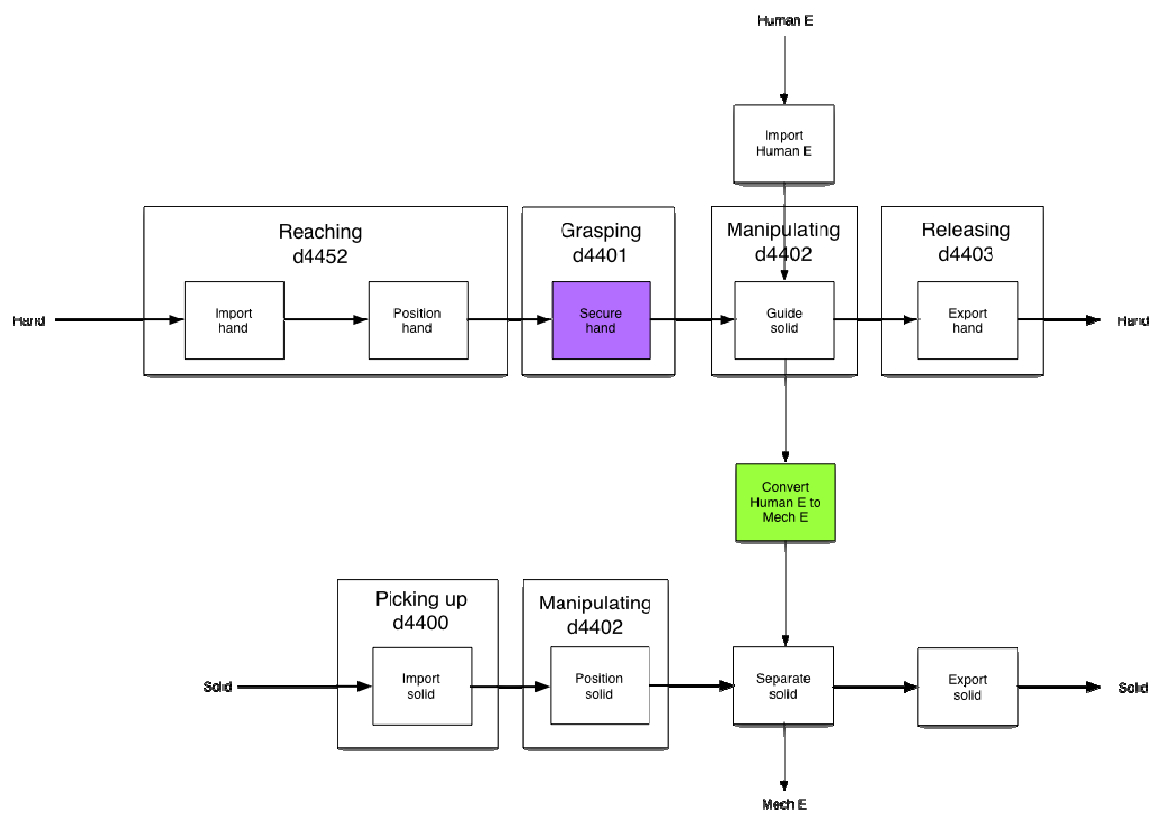 Human E
Import
Human E
Reaching
d4452
Grasping
d4401
Manipulating
d4402
Releasing
d4403
Hand
Import
hand
Position
hand
Secure
hand
Guide
solid
Export
hand
Hand
Convert
Human E to
Mech E
Picking up
d4400
Manipulating
d4402
Solid
Import
solid
Position
solid
Separate
solid
Export
solid
Solid
Mech E